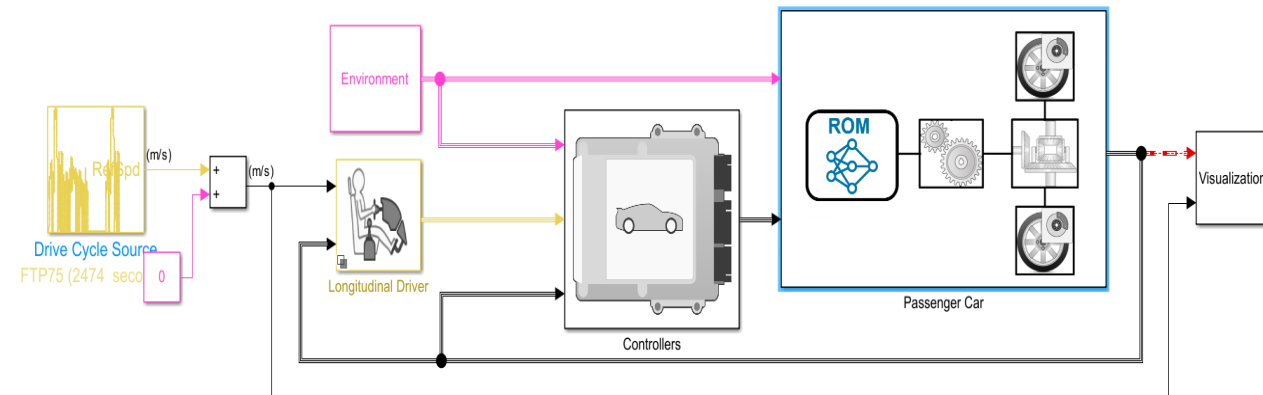 Environment
ROM
RefSpd
(m/s)
+
+
(m/s)
Visualization
Drive Cycle Source
FTP75 (2474 seco
0
Longitudinal Driver
Passenger Car
Controllers